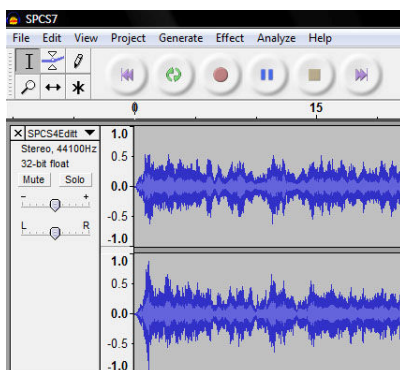 SPCS7
File Edit View Project Generate Effect Analyze Help
0 15
SPCS4Editt
Stereo, 44100Hz
32-bit float
Mute Solo
- +
L R
1.0
0.5
0.0
-0.5
-1.0
1.0
0.5
0.0
-0.5
-1.0